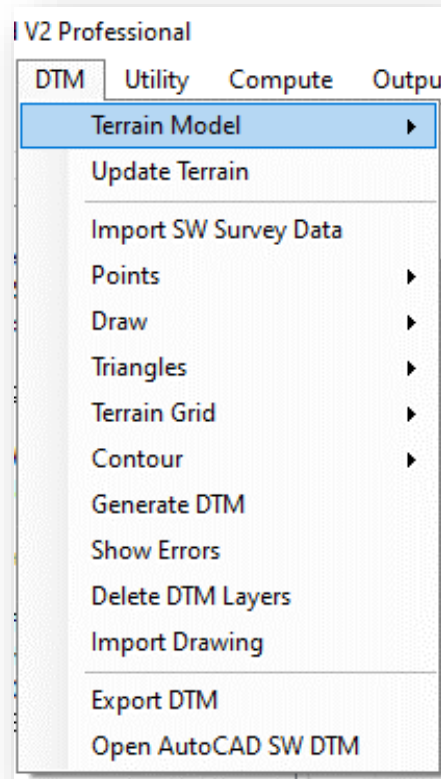 V2 Professional
DTM Utility Compute Outpu
Terrain Model
Update Terrain
Import SW Survey Data
Points
Draw
Triangles
Terrain Grid
Contour
Generate DTM
Show Errors
Delete DTM Layers
Import Drawing
Export DTM
Open AutoCAD SW DTM